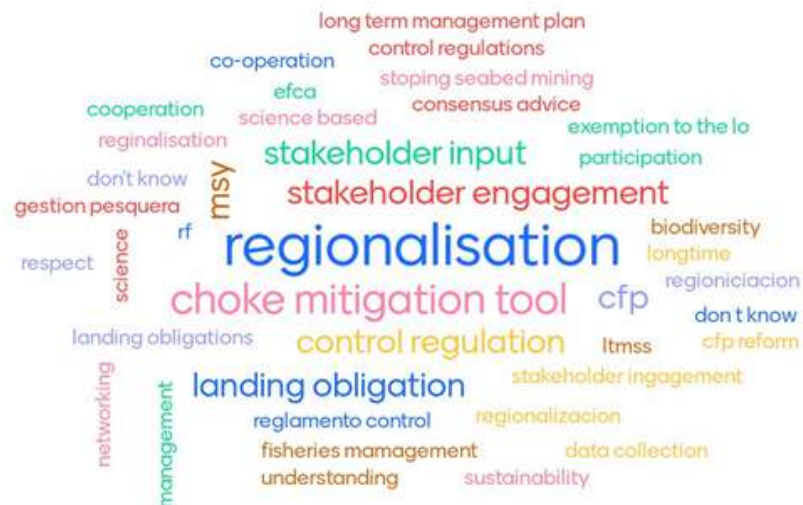 long term management plan
control regulations
co-operation
stoping seabed mining
efca
consensus advice
cooperation
science based
exemption to the lo
reginalisation
stakeholder input
participation
don't know
msy
stakeholder engagement
gestion pesquera
rf
regionalisation
biodiversity
longtime
respect
science
regioniciacion
choke mitigation tool
cfp
don t know
landing obligations
control regulation
ltmss
cfp reform
networking
management
landing obligation
stakeholder ingagement
reglamento control
regionalizacion
fisheries mamagement
data collection
understanding
sustainability